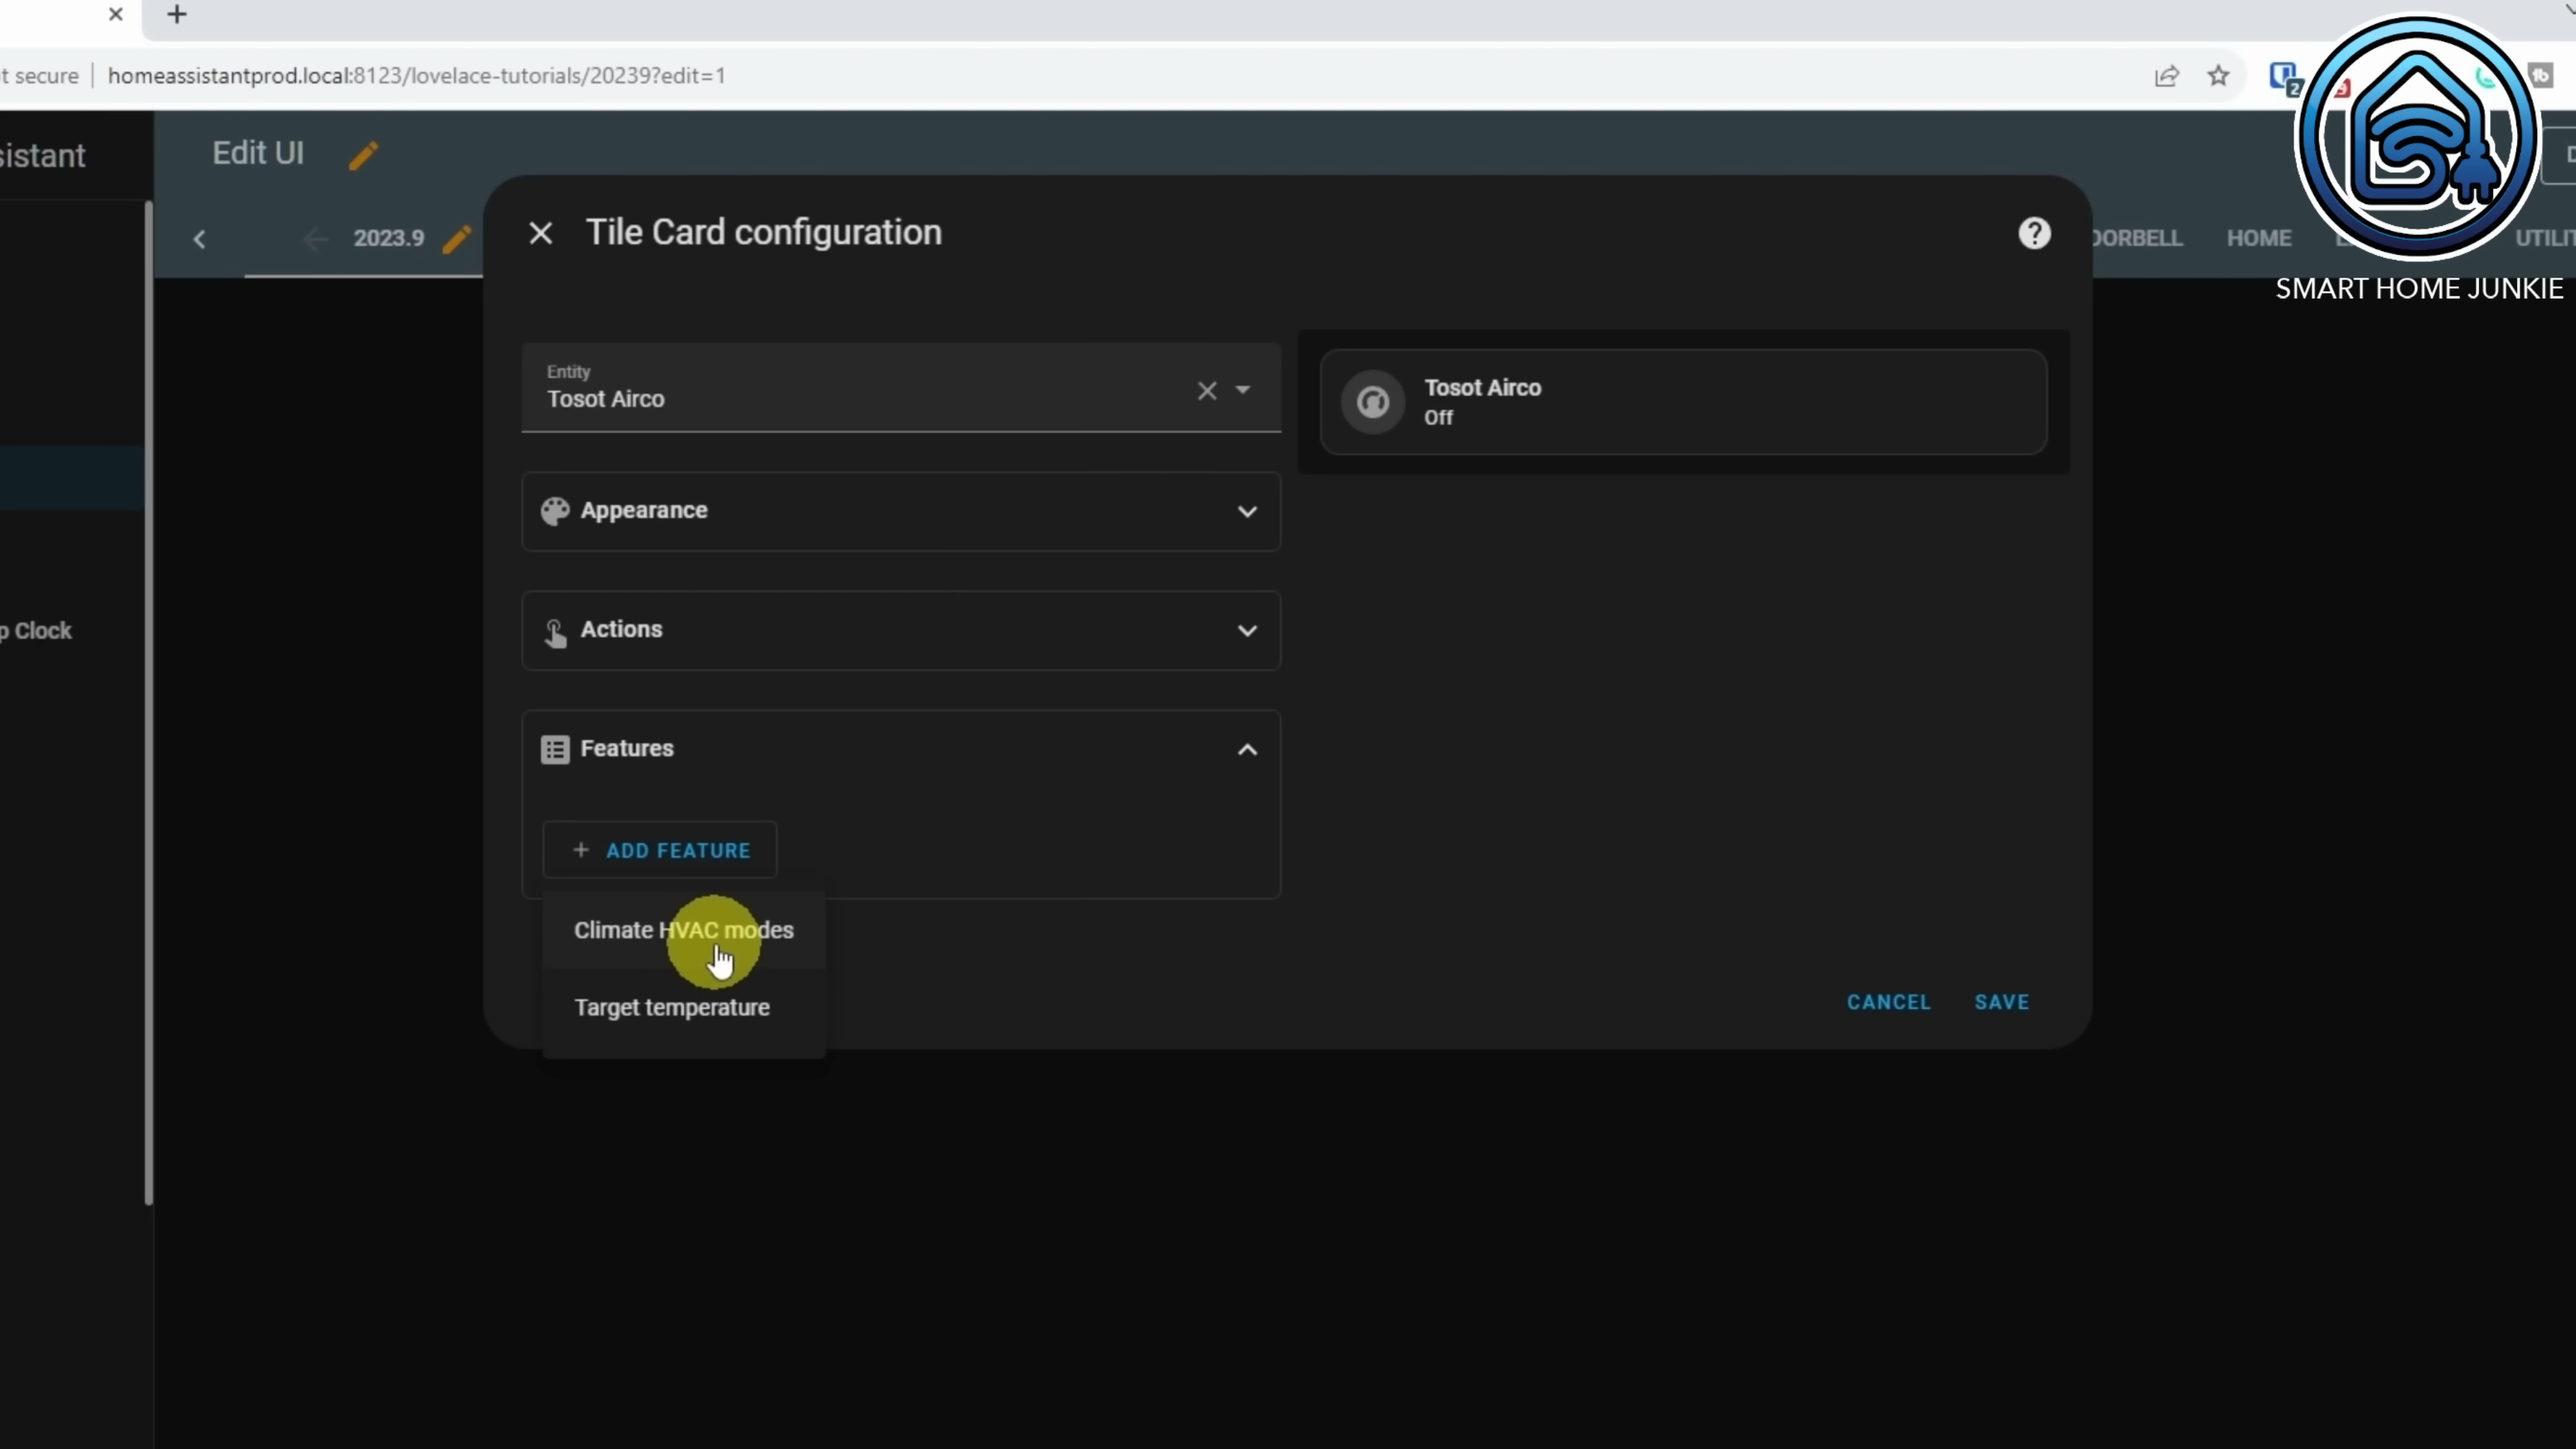 t secure homeassistantprod.local:8123/lovelace-tutorials/20239?edit=1
2
sistant
Edit UI
2023.9
Tile Card configuration
?
HOME
SMART HOME JUNKIE
Entity
Tosot Airco
Tosot Airco
Off
Appearance
Actions
p Clock
Features
+ ADD FEATURE
Climate HVAC modes
Target temperature
CANCEL SAVE